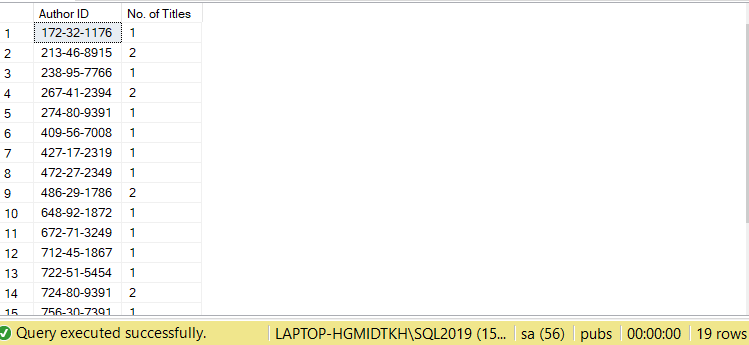 Author ID No. of Titles
1 172-32-1176 1
2 213-46-8915 2
3 238-95-7766 1
4 267-41-2394 2
5 274-80-9391 1
6 409-56-7008 1
7 427-17-2319 1
8 472-27-2349 1
9 486-29-1786 2
10 648-92-1872 1
11 672-71-3249 1
12 712-45-1867 1
13 722-51-5454 1
14 724-80-9391 2
15 756-30-7391 1
Query executed successfully. LAPTOP-HGMIDTKH\SQL2019 (15... sa (56) pubs 00:00:00 19 rows